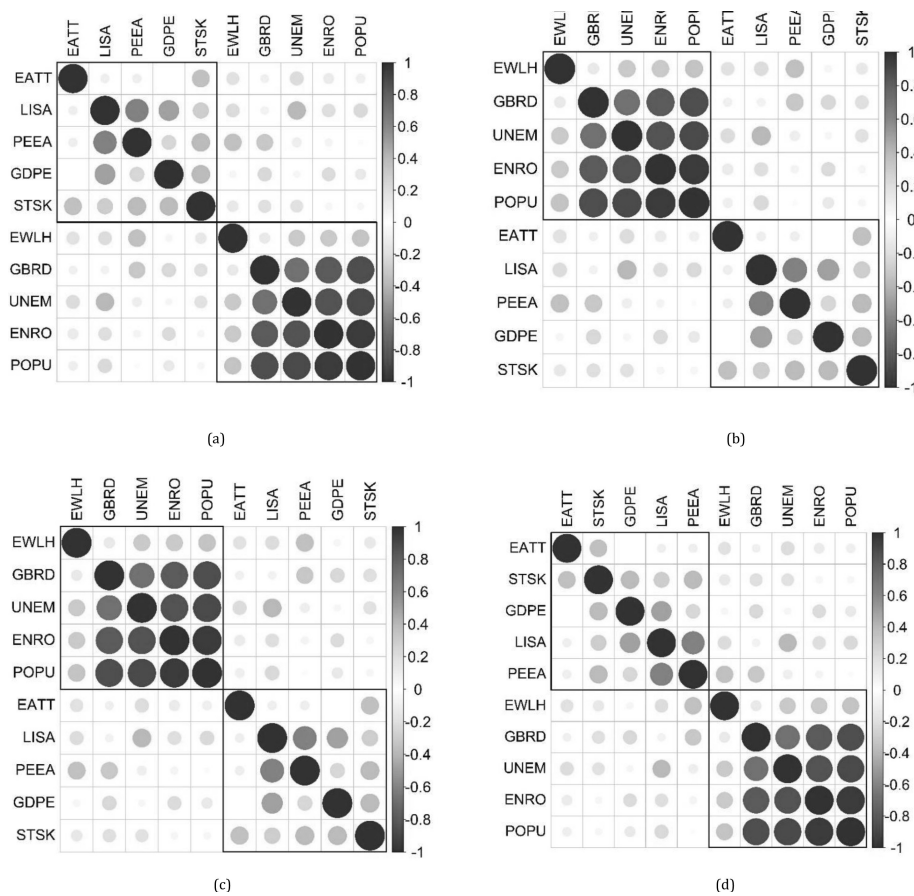 EATT LISA PEEA GDPE STSK EWLH GBRD UNEM ENRO POPU
EATT
LISA
PEEA
GDPE
STSK
EWLH
GBRD
UNEM
ENRO
POPU
1
0.8
0.6
0.4
0.2
0
-0.2
-0.4
-0.6
-0.8
-1
(a)
EATT LISA
EWLH
GBRD
UNEM
ENRO
POPU
EATT
LISA
PEEA
GDPE
STSK
1
0
(b)
EWLH GBRD UNEM ENRO POPU EATT LISA PEEA GDPE STSK
EWLH
GBRD
UNEM
ENRO
POPU
EATT
LISA
PEEA
GDPE
STSK
1
0.8
0.6
0.4
0.2
0
-0.2
-0.4
-0.6
-0.8
-1
(c)
EATT STSK GDPE LISA PEEA EWLH GBRD UNEM ENRO POPU
EATT
STSK
GDPE
LISA
PEEA
EWLH
GBRD
UNEM
ENRO
POPU
1
0.8
0.6
0.4
0.2
0
-0.2
-0.4
-0.6
-0.8
-1
(d)